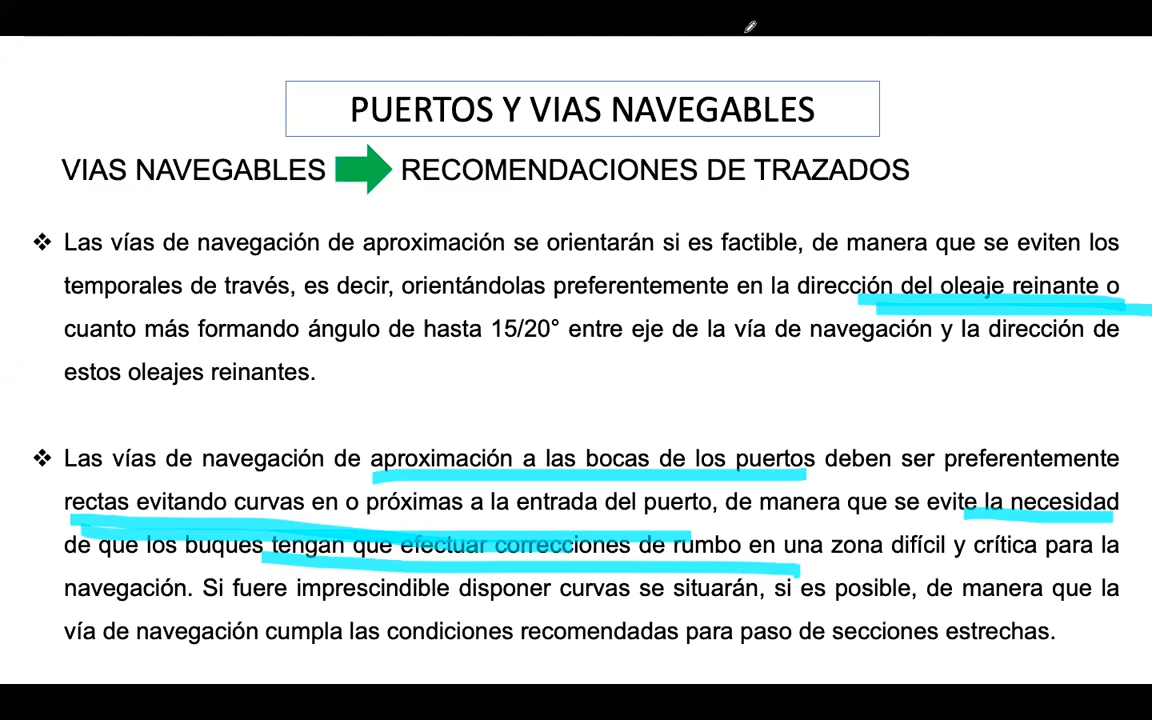 PUERTOS Y VIAS NAVEGABLES
VIAS NAVEGABLES RECOMENDACIONES DE TRAZADOS
❖ Las vías de navegación de aproximación se orientarán si es factible, de manera que se eviten los
temporales de través, es decir, orientándolas preferentemente en la dirección del oleaje reinante o
cuanto más formando ángulo de hasta 15/20° entre eje de la vía de navegación y la dirección de
estos oleajes reinantes.
❖ Las vías de navegación de aproximación a las bocas de los puertos deben ser preferentemente
rectas evitando curvas en o próximas a la entrada del puerto, de manera que se evite la necesidad
de que los buques tengan que efectuar correcciones de rumbo en una zona difícil y crítica para la
navegación. Si fuere imprescindible disponer curvas se situarán, si es posible, de manera que la
vía de navegación cumpla las condiciones recomendadas para paso de secciones estrechas.